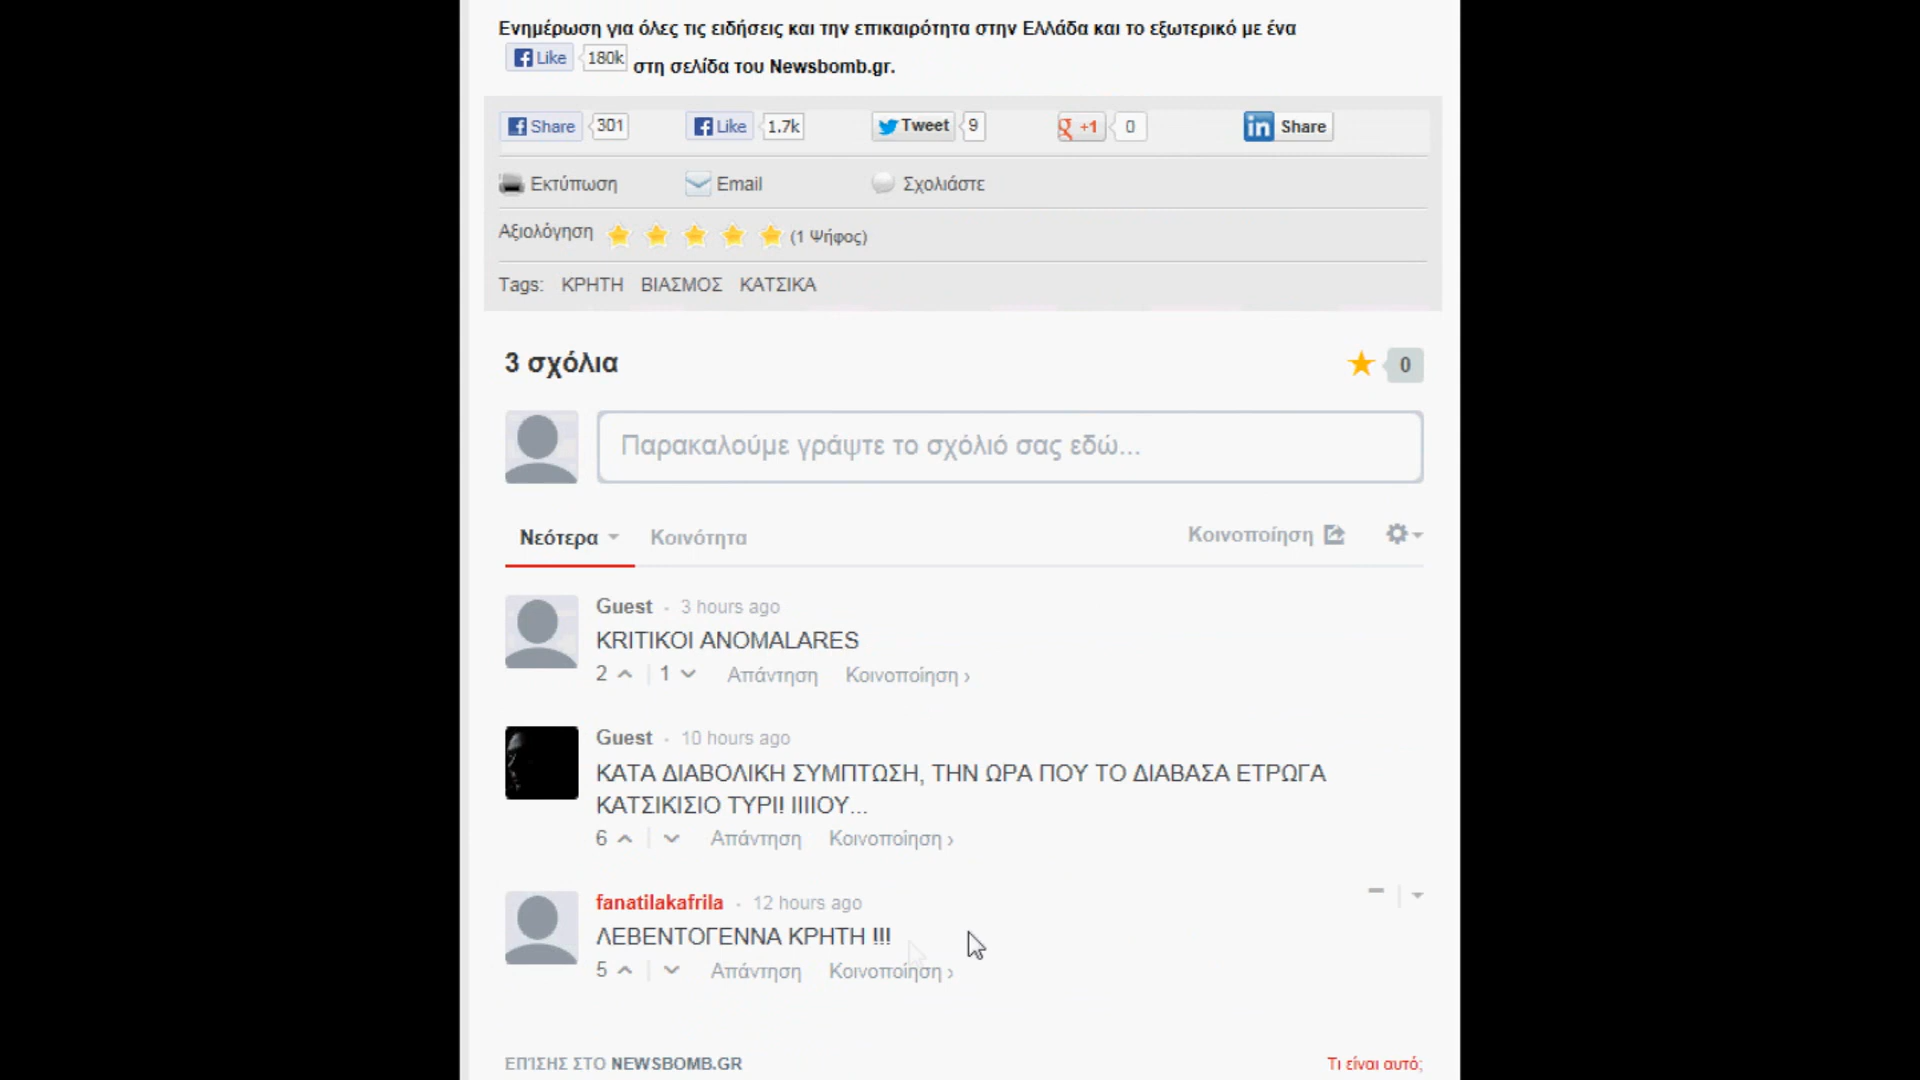 Ενημέρωση για όλες τις ειδήσεις και την επικαιρότητα στην Ελλάδα και το εξωτερικό με ένα
Like 180k στη σελίδα του Newsbomb.gr.
Share 301 Like 1.7k Tweet 9 +1 0 in Share
Εκτύπωση Email Σχολιάστε
Αξιολόγηση (1 Ψήφος)
Tags: ΚΡΗΤΗ ΒΙΑΣΜΟΣ ΚΑΤΣΙΚΑ
3 σχόλια 0
Παρακαλούμε γράψτε το σχόλιό σας εδώ...
Νεότερα Κοινότητα Κοινοποίηση
Guest · 3 hours ago
KRITIKOI ANOMALARES
2 1 Απάντηση Κοινοποίηση ›
Guest · 10 hours ago
ΚΑΤΑ ΔΙΑΒΟΛΙΚΗ ΣΥΜΠΤΩΣΗ, ΤΗΝ ΩΡΑ ΠΟΥ ΤΟ ΔΙΑΒΑΣΑ ΕΤΡΩΓΑ
ΚΑΤΣΙΚΙΣΙΟ ΤΥΡΙ! ΙΙΙΙΟΥ...
6 Απάντηση Κοινοποίηση ›
fanatilakafrila · 12 hours ago
ΛΕΒΕΝΤΟΓΕΝΝΑ ΚΡΗΤΗ !!!
5 Απάντηση Κοινοποίηση ›
ΕΠΊΣΗΣ ΣΤΟ NEWSBOMB.GR Τι είναι αυτό;